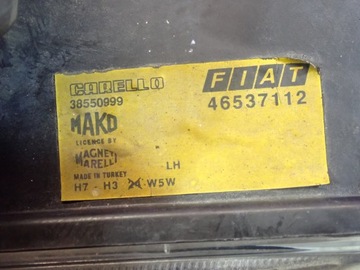 CARELLO
FIAT
38550999
46537112
MAKO
LICENCE BY
MAGNETI
MARELLI
LH
MADE IN TURKEY
H7 - H3 W5W